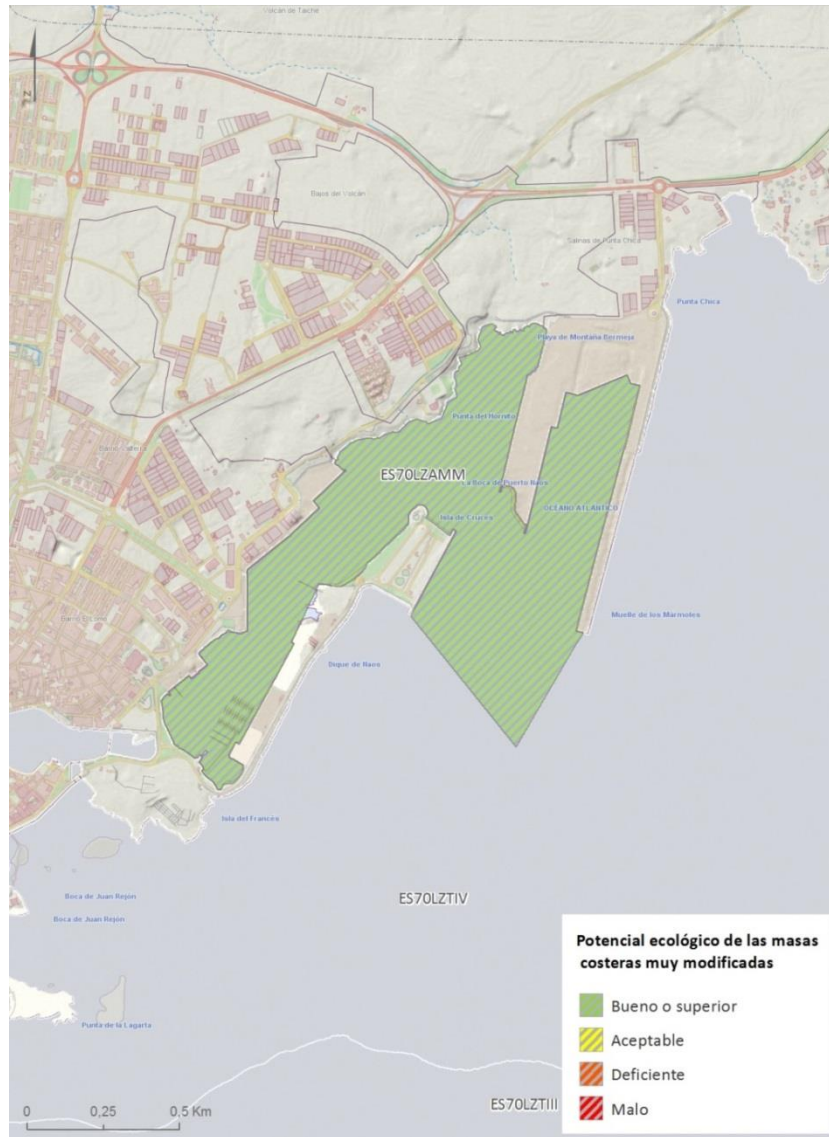 Volcán de Tahiche
N
Bajos del Volcán
Salinas de Punta Chica
Punta Chica
Playa de Montaña Bermeja
Punta del Hornito
ES70LZAMM
La Boca de Puerto Naos
OCÉANO ATLÁNTICO
Isla de Cruces
Muelle de los Marmoles
Dique de Naos
Isla del Francés
Boca de Juan Rejón
Boca de Juan Rejón
ES70LZTIV
Punta de la Lagarta
ES70LZTIII
0 0,25 0,5 Km
Potencial ecológico de las masas
costeras muy modificadas
Bueno o superior
Aceptable
Deficiente
Malo